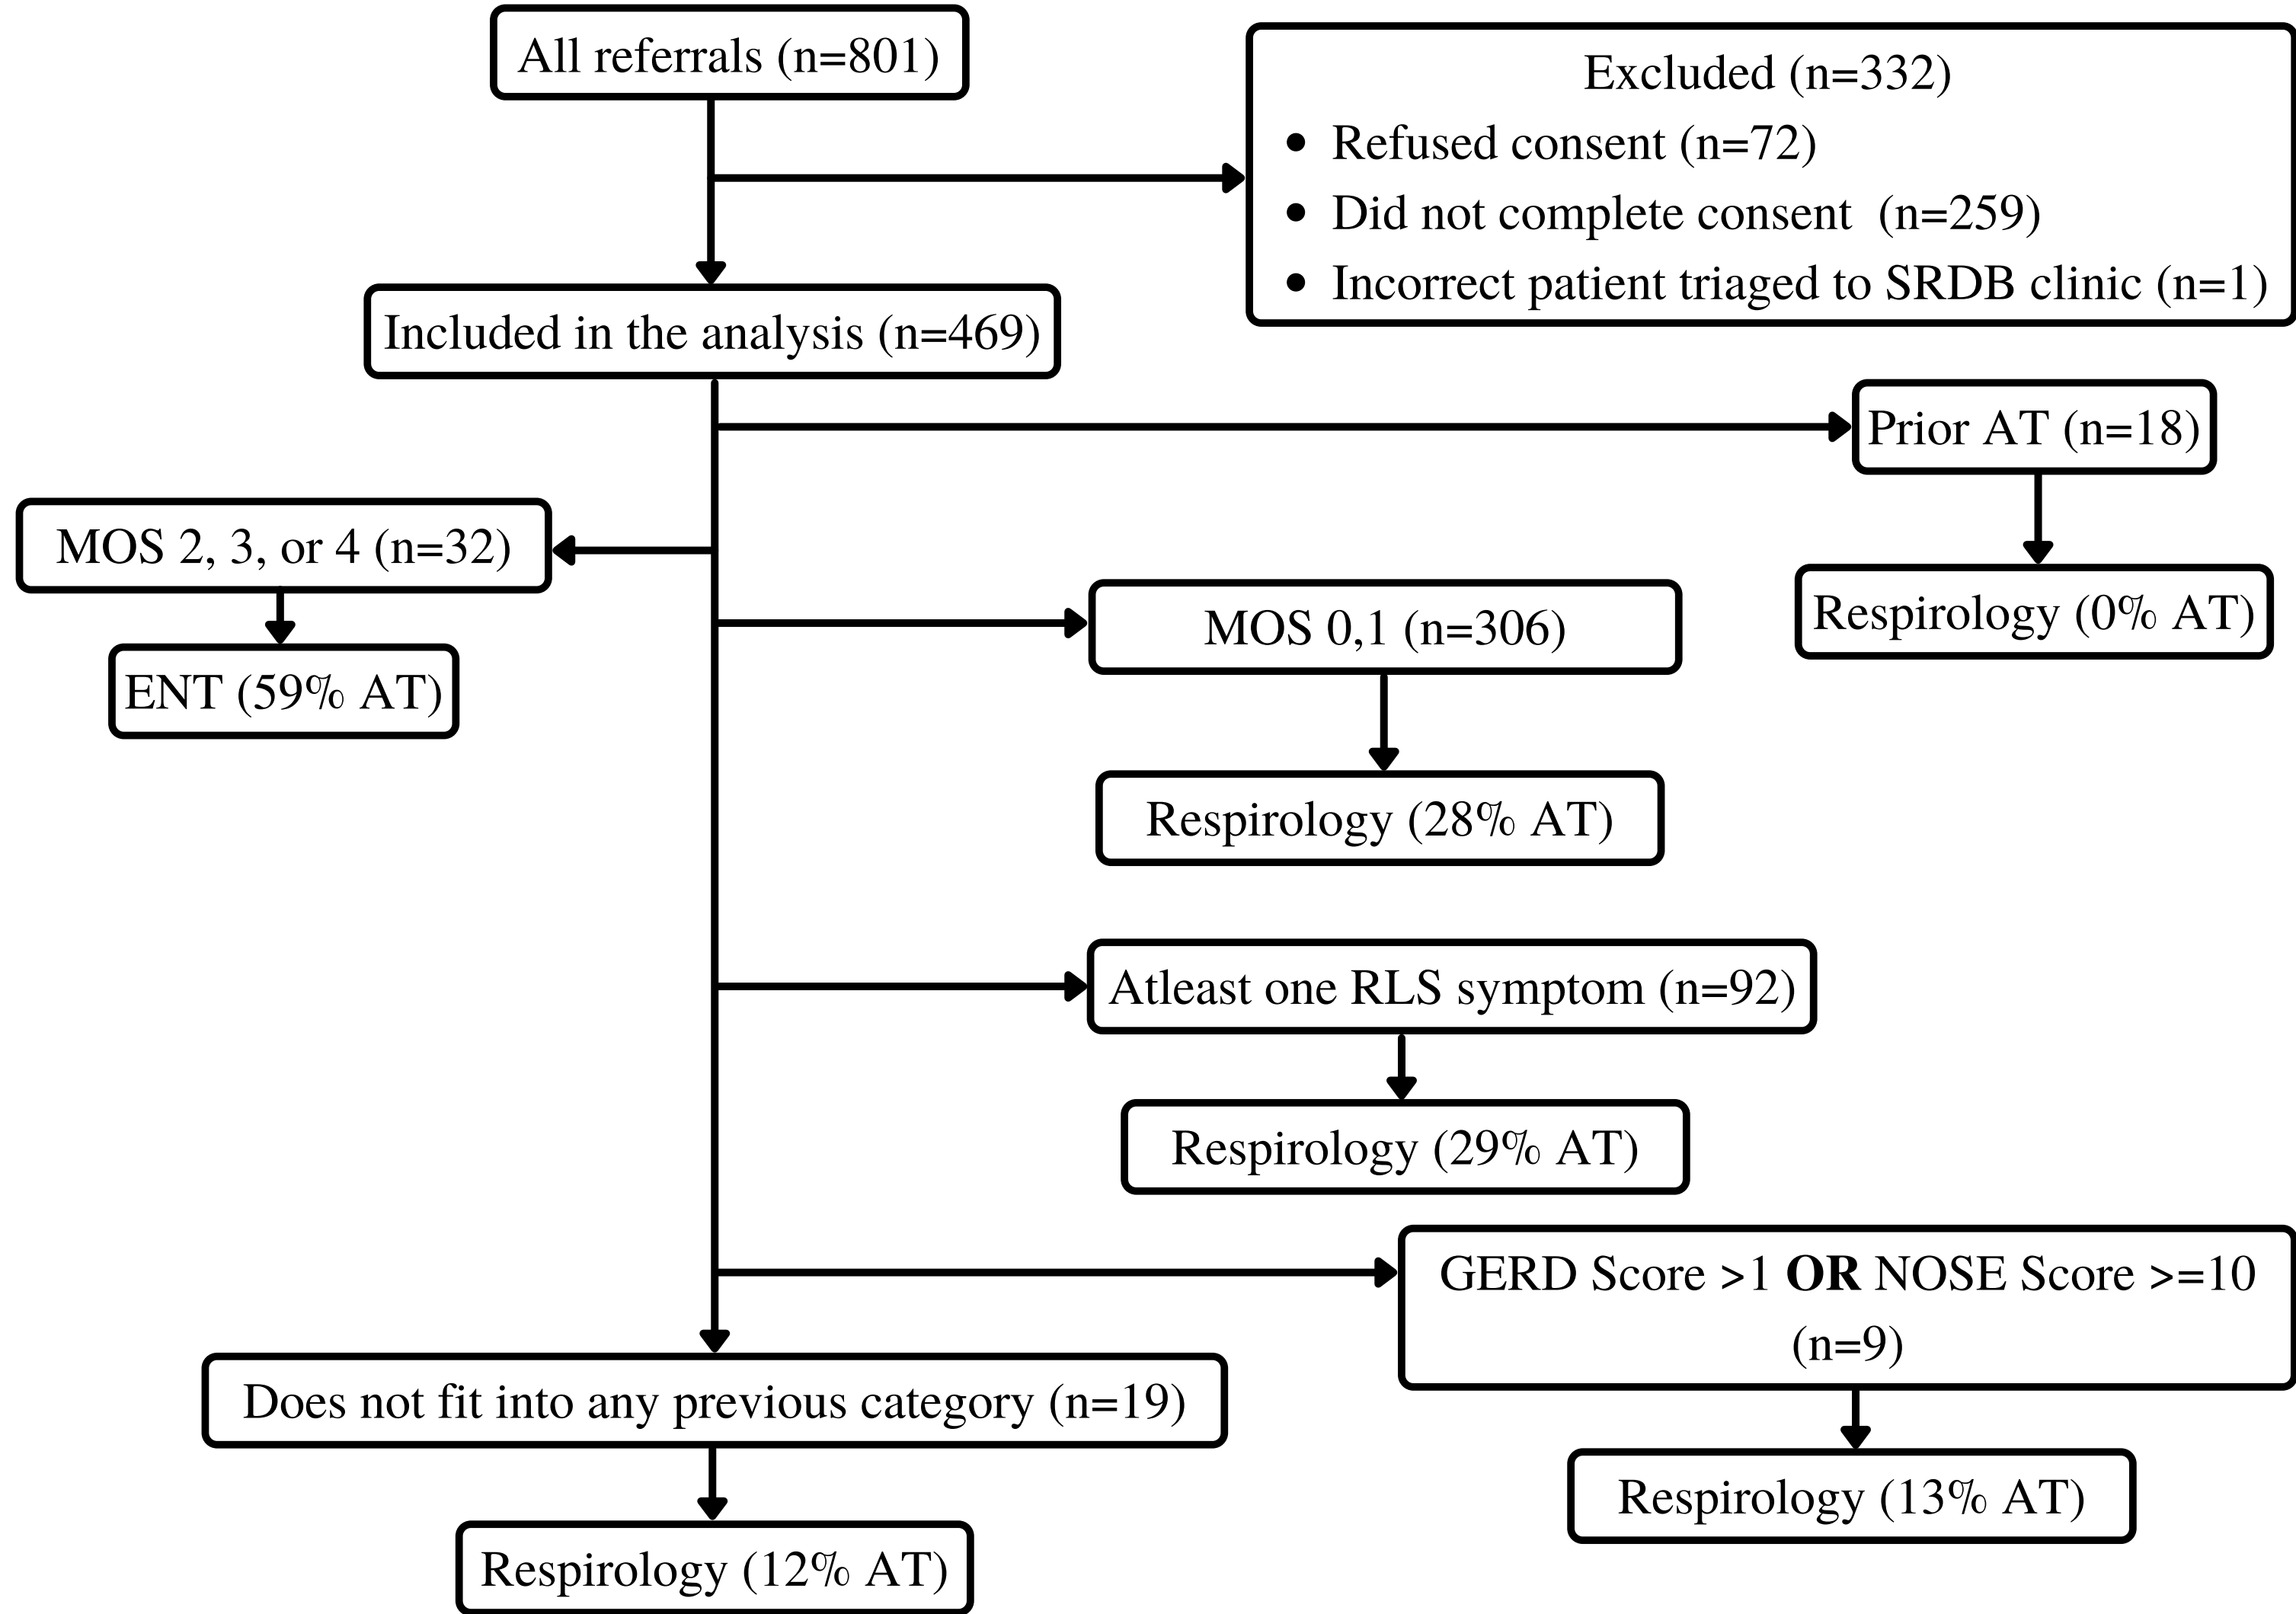 All referrals (n=801)
Excluded (n=332)
• Refused consent (n=72)
• Did not complete consent (n=259)
• Incorrect patient triaged to SRDB clinic (n=1)
Included in the analysis (n=469)
Prior AT (n=18)
Respirology (0% AT)
MOS 2, 3, or 4 (n=32)
ENT (59% AT)
MOS 0,1 (n=306)
Respirology (28% AT)
Atleast one RLS symptom (n=92)
Respirology (29% AT)
GERD Score >1 OR NOSE Score >=10
(n=9)
Respirology (13% AT)
Does not fit into any previous category (n=19)
Respirology (12% AT)